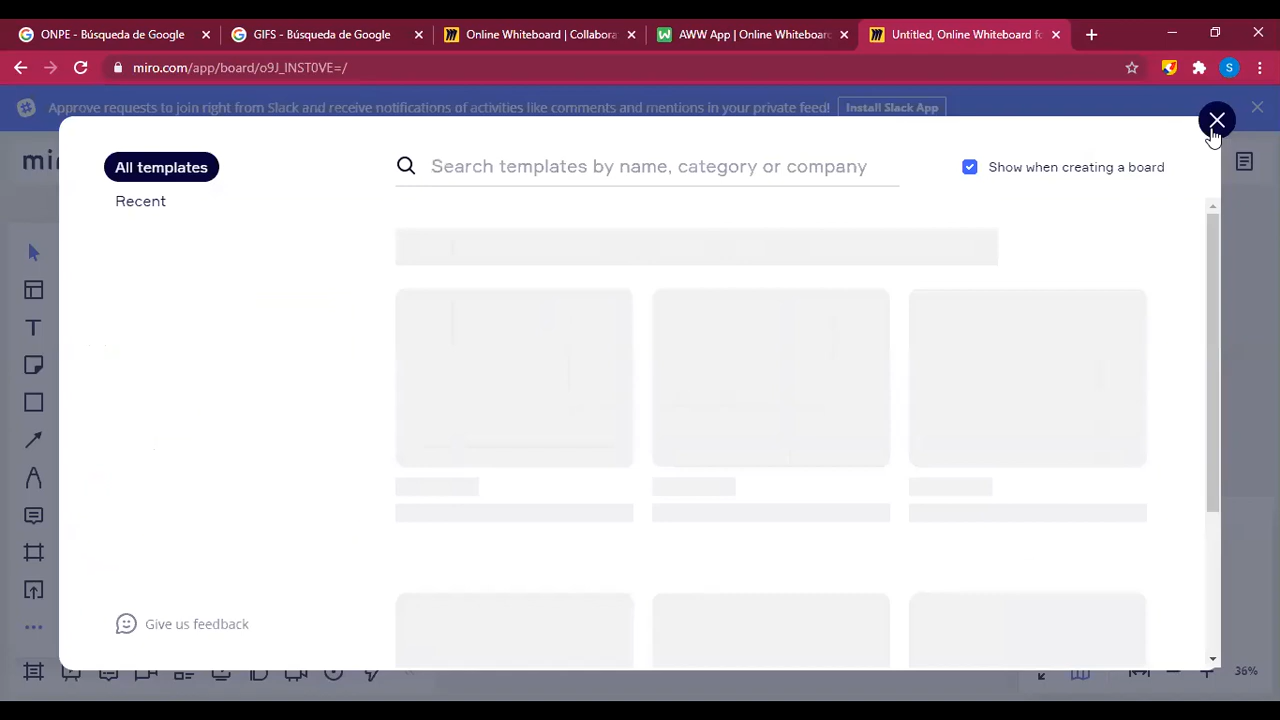 ONPE - Búsqueda de Google
GIFS - Búsqueda de Google
Online Whiteboard | Collabora
AWW App | Online Whiteboard
Untitled, Online Whiteboard fo
miro.com/app/board/o9J_INST0VE=/
S
Approve requests to join right from Slack and receive notifications of activities like comments and mentions in your private feed!
Install Slack App
mi
All templates
Search templates by name, category or company
Show when creating a board
Recent
Give us feedback
36%